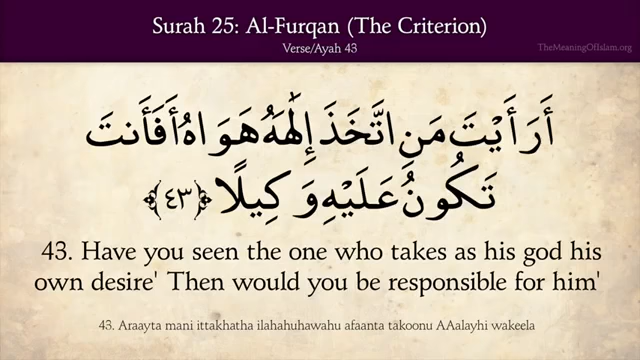 Surah 25: Al-Furqan (The Criterion)
Verse/Ayah 43
TheMeaningOfIslam.org
أَرَأَيْتَ مَنِ اتَّخَذَ إِلَٰهَهُ هَوَاهُ أَفَأَنتَ
تَكُونُ عَلَيْهِ وَكِيلًا ﴿٤٣﴾
43. Have you seen the one who takes as his god his
own desire' Then would you be responsible for him'
43. Araayta mani ittakhatha ilahahuhawahu afaanta takoonu AAalayhi wakeela